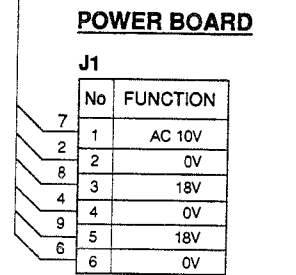 POWER BOARD
J1
No FUNCTION
7 1 AC 10V
2 2 0V
8 3 18V
4 4 0V
9 5 18V
6 6 0V